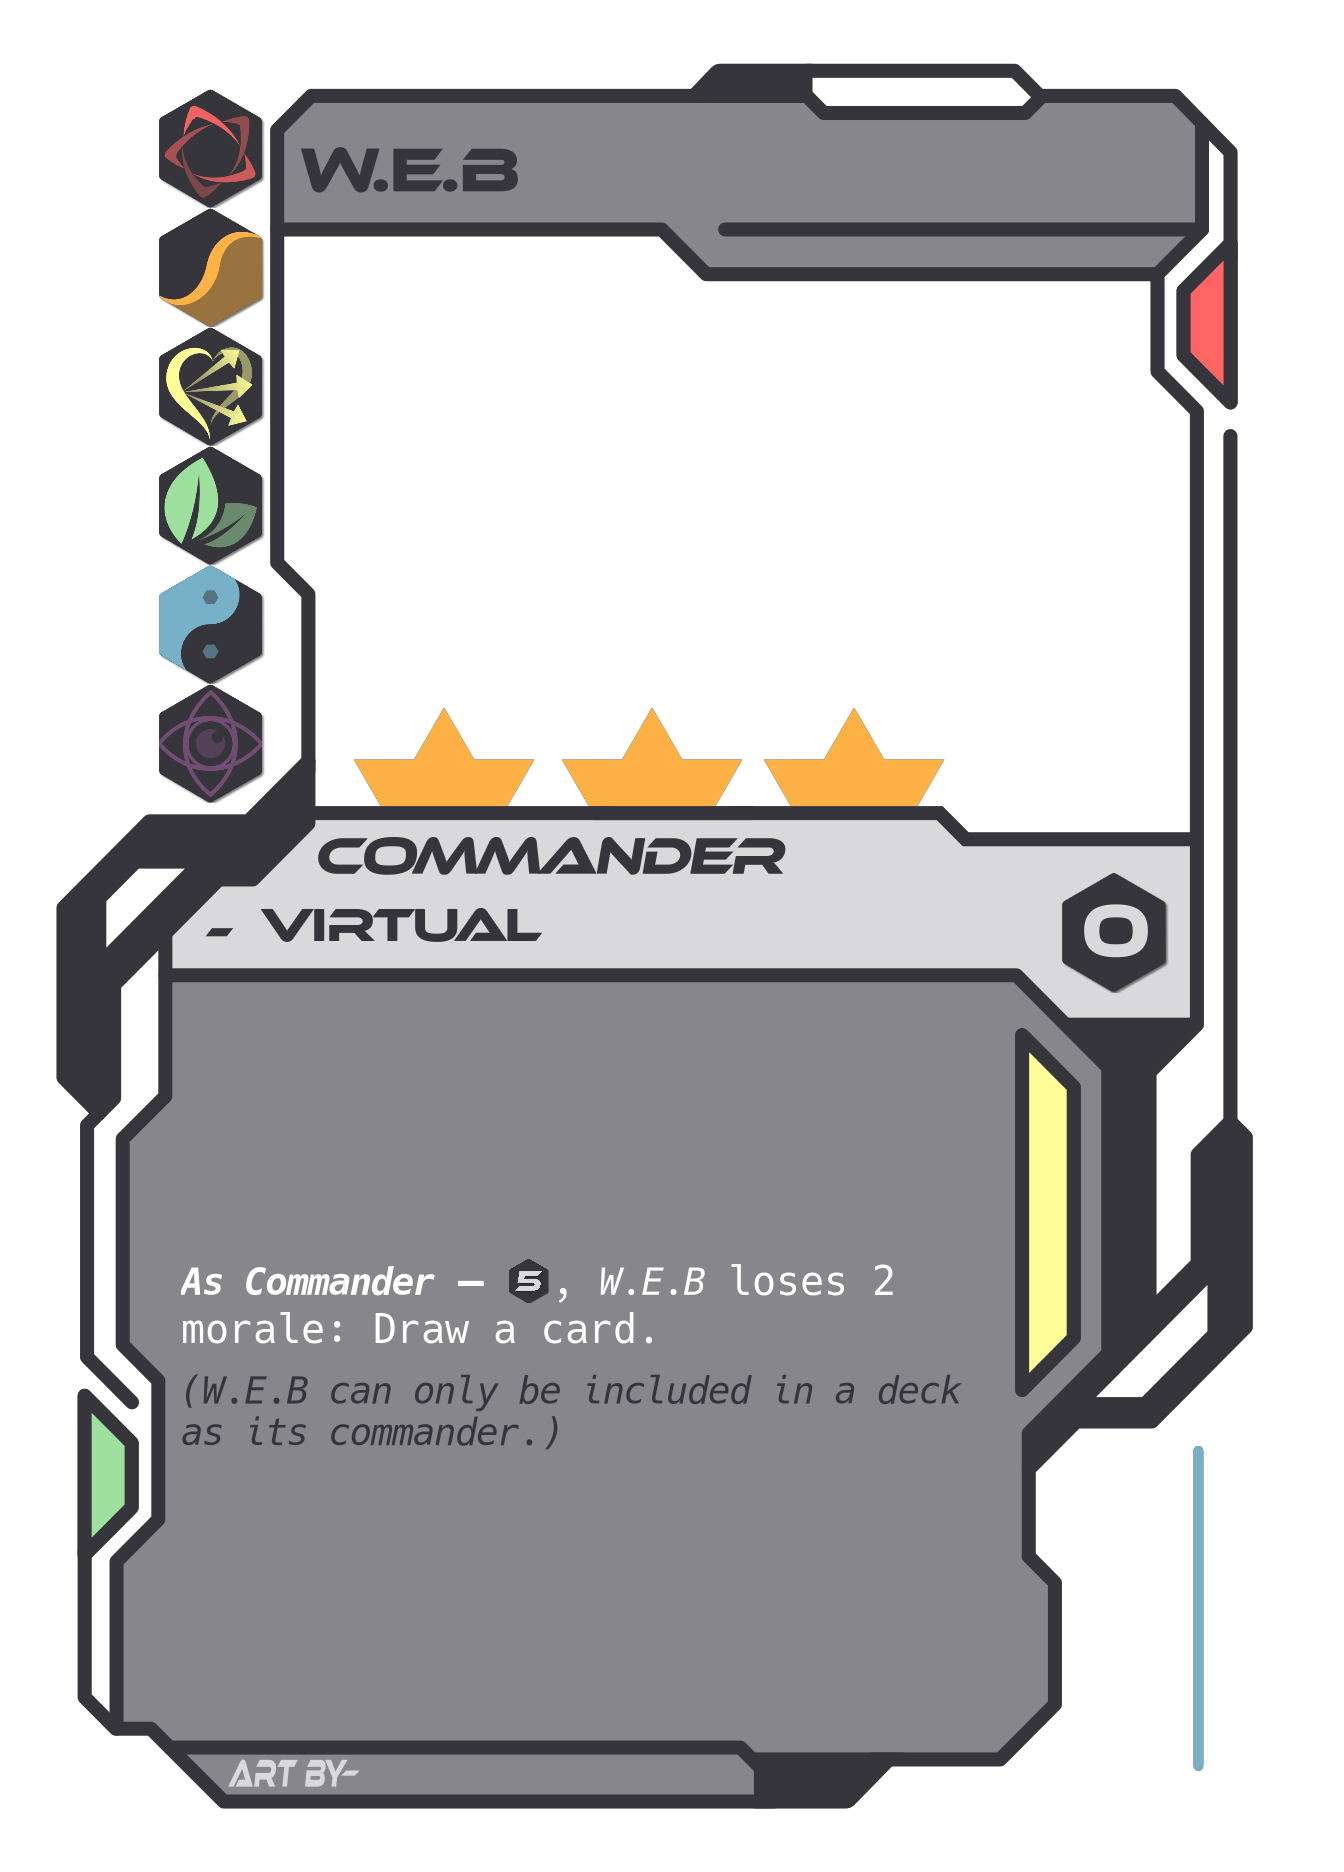 W.E.B
COMMANDER
- VIRTUAL
0
As Commander — 5, W.E.B loses 2
morale: Draw a card.
(W.E.B can only be included in a deck
as its commander.)
ART BY-